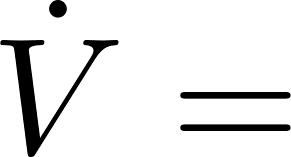 V̇ =